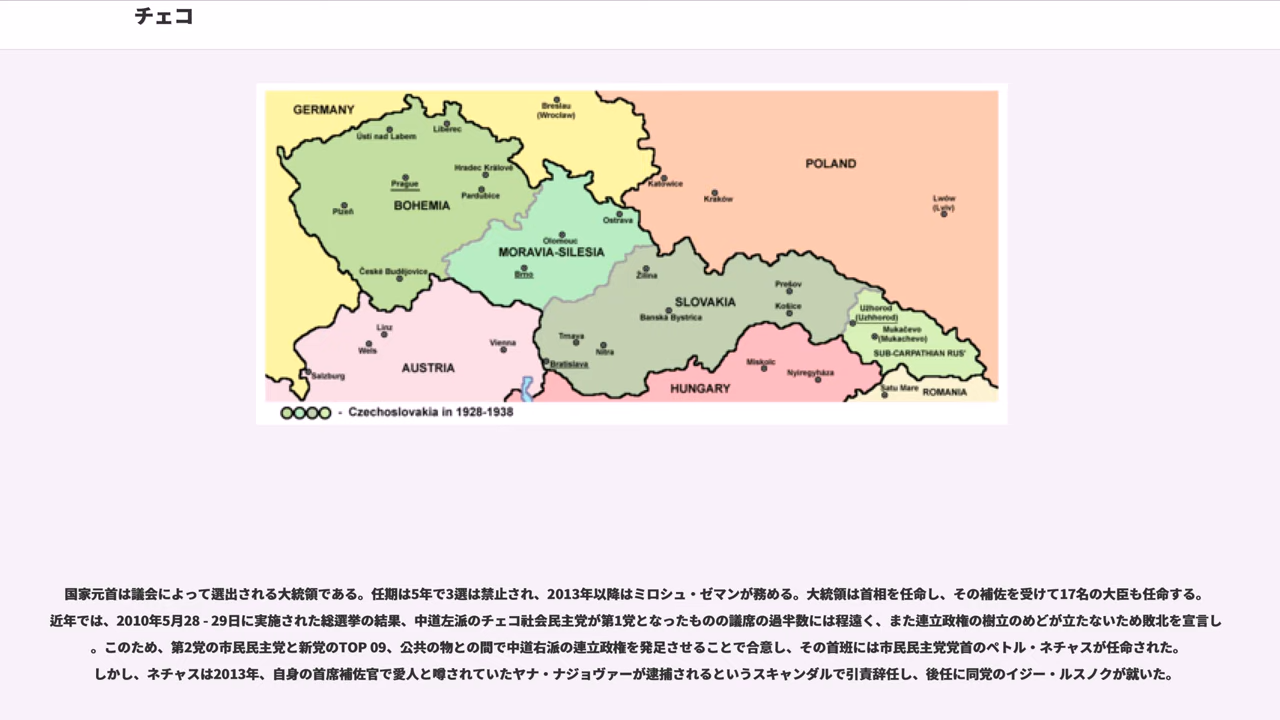 チェコ
GERMANY
Breslau
(Wrocław)
Ústí nad Labem
Liberec
POLAND
Hradec Králové
Prague
Katowice
Pardubice
Kraków
Plzeň
BOHEMIA
Lwów
(Lviv)
Ostrava
Olomouc
MORAVIA-SILESIA
České Budějovice
Brno
Žilina
Prešov
SLOVAKIA
Košice
Banská Bystrica
Užhorod
(Uzhhorod)
Linz
Trnava
Mukačevo
(Mukachevo)
Wels
Vienna
Nitra
SUB-CARPATHIAN RUS'
AUSTRIA
Bratislava
Miskolc
Salzburg
Nyíregyháza
HUNGARY
Satu Mare
ROMANIA
- Czechoslovakia in 1928-1938
国家元首は議会によって選出される大統領である。任期は5年で3選は禁止され、2013年以降はミロシュ・ゼマンが務める。大統領は首相を任命し、その補佐を受けて17名の大臣も任命する。
近年では、2010年5月28 - 29日に実施された総選挙の結果、中道左派のチェコ社会民主党が第1党となったものの議席の過半数には程遠く、また連立政権の樹立のめどが立たないため敗北を宣言し
。このため、第2党の市民民主党と新党のTOP 09、公共の物との間で中道右派の連立政権を発足させることで合意し、その首班には市民民主党党首のペトル・ネチャスが任命された。
しかし、ネチャスは2013年、自身の首席補佐官で愛人と噂されていたヤナ・ナジョヴァーが逮捕されるというスキャンダルで引責辞任し、後任に同党のイジー・ルスノクが就いた。